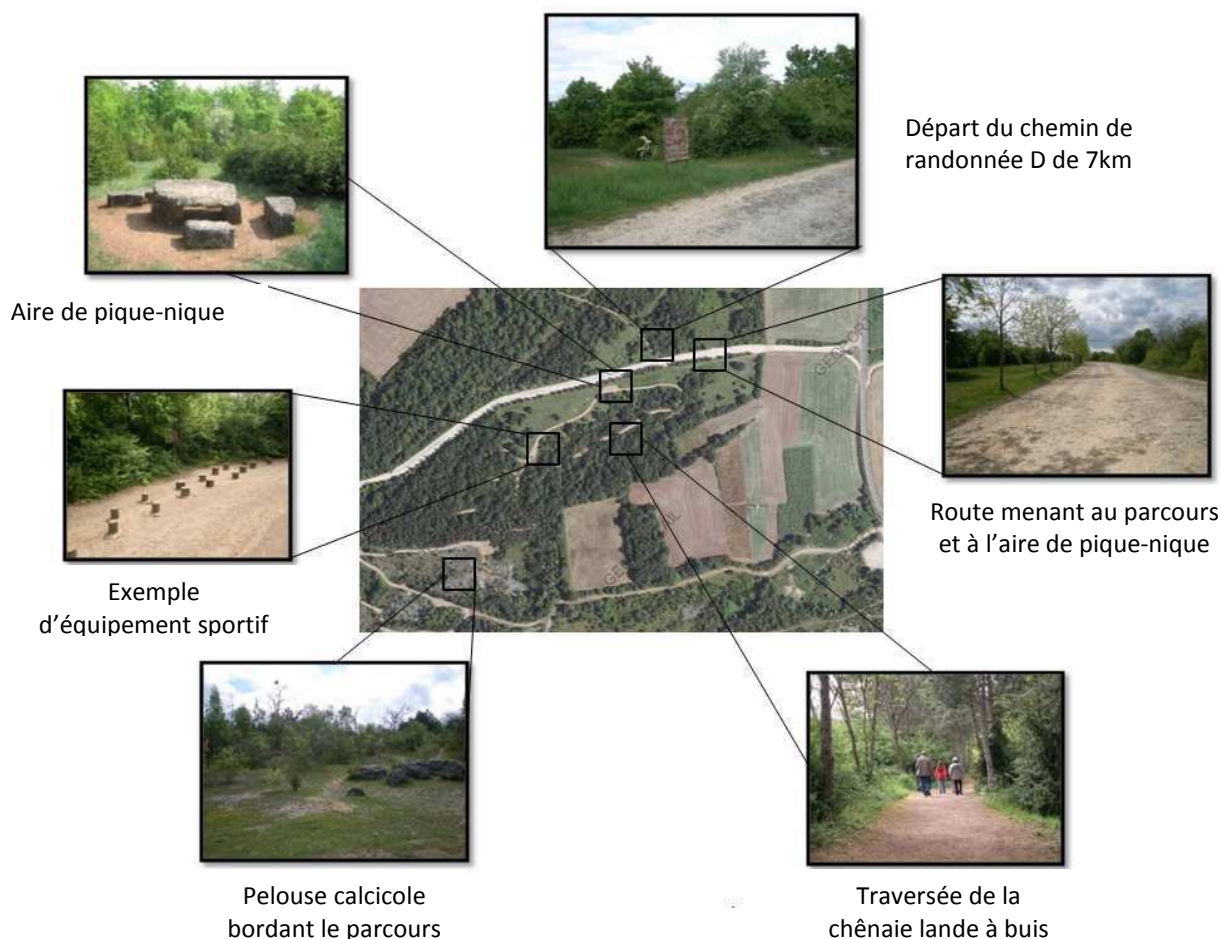 Départ du chemin de
randonnée D de 7km
Aire de pique-nique
Route menant au parcours
et à l’aire de pique-nique
Exemple
d’équipement sportif
Pelouse calcicole
bordant le parcours
Traversée de la
chênaie lande à buis